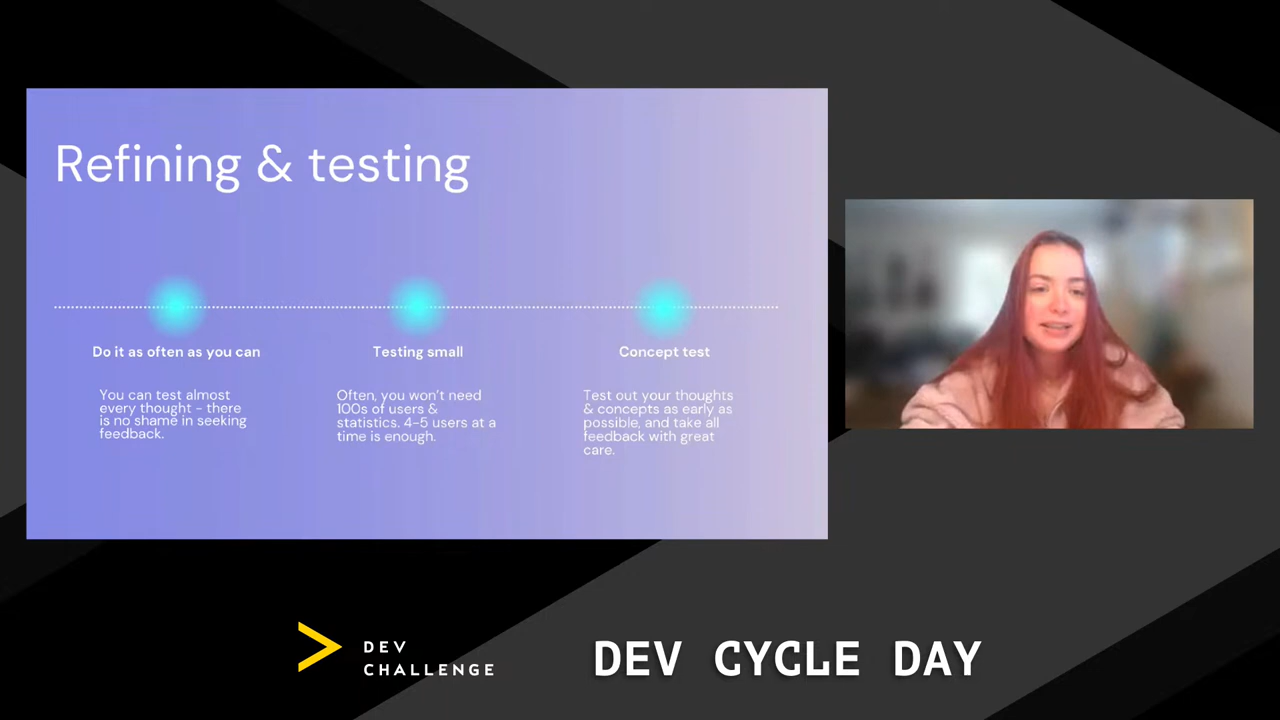 Refining & testing
Do it as often as you can
You can test almost
every thought - there
is no shame in seeking
feedback.
Testing small
Often, you won't need
100s of users &
statistics. 4-5 users at a
time is enough.
Concept test
Test out your thoughts
& concepts as early as
possible, and take all
feedback with great
care.
DEV
CHALLENGE
DEV CYCLE DAY